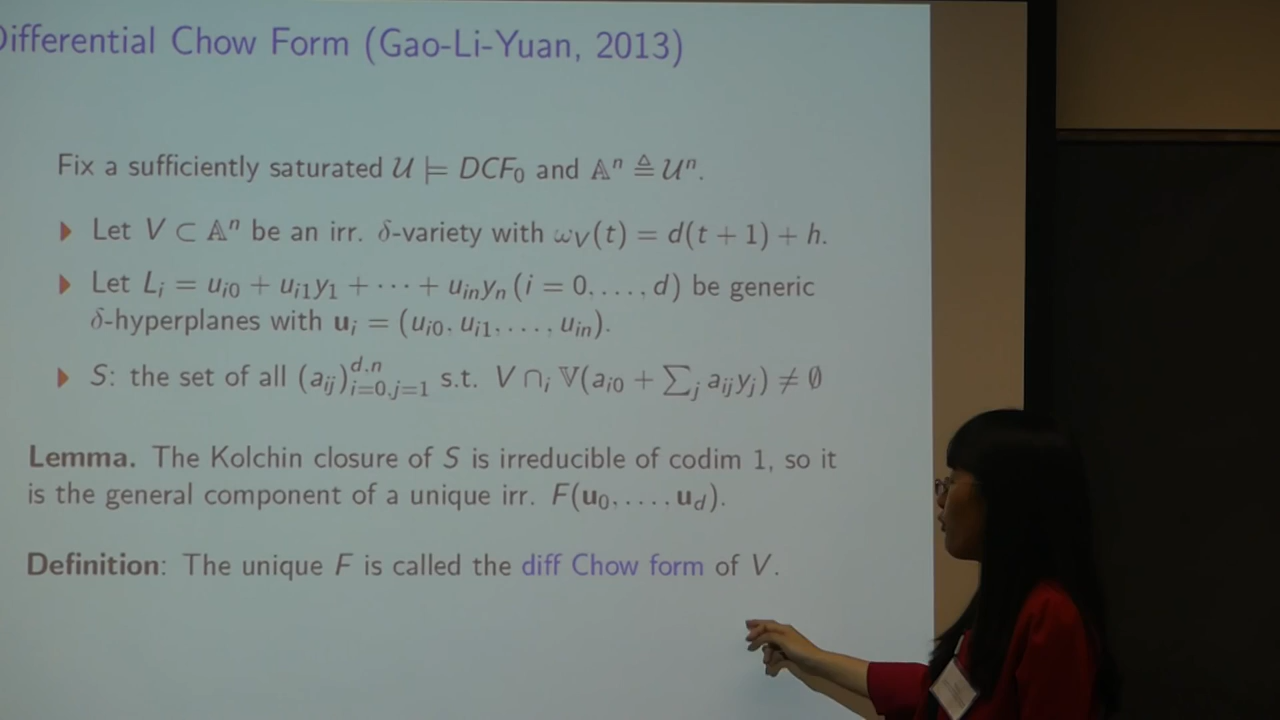 Differential Chow Form (Gao-Li-Yuan, 2013)
Fix a sufficiently saturated 𝒰 ⊨ DCF₀ and 𝔸ⁿ ≜ 𝒰ⁿ.
▶ Let V ⊂ 𝔸ⁿ be an irr. δ-variety with ω_V(t) = d(t + 1) + h.
▶ Let L_i = u_{i0} + u_{i1}y_1 + ⋯ + u_{in}y_n (i = 0, . . . , d) be generic
δ-hyperplanes with 𝐮_i = (u_{i0}, u_{i1}, . . . , u_{in}).
▶ S: the set of all (a_{ij})^{d,n}_{i=0,j=1} s.t. V ∩_i 𝕍(a_{i0} + ∑_j a_{ij}y_j) ≠ ∅
Lemma. The Kolchin closure of S is irreducible of codim 1, so it
is the general component of a unique irr. F(𝐮_0, . . . , 𝐮_d).
Definition: The unique F is called the diff Chow form of V.